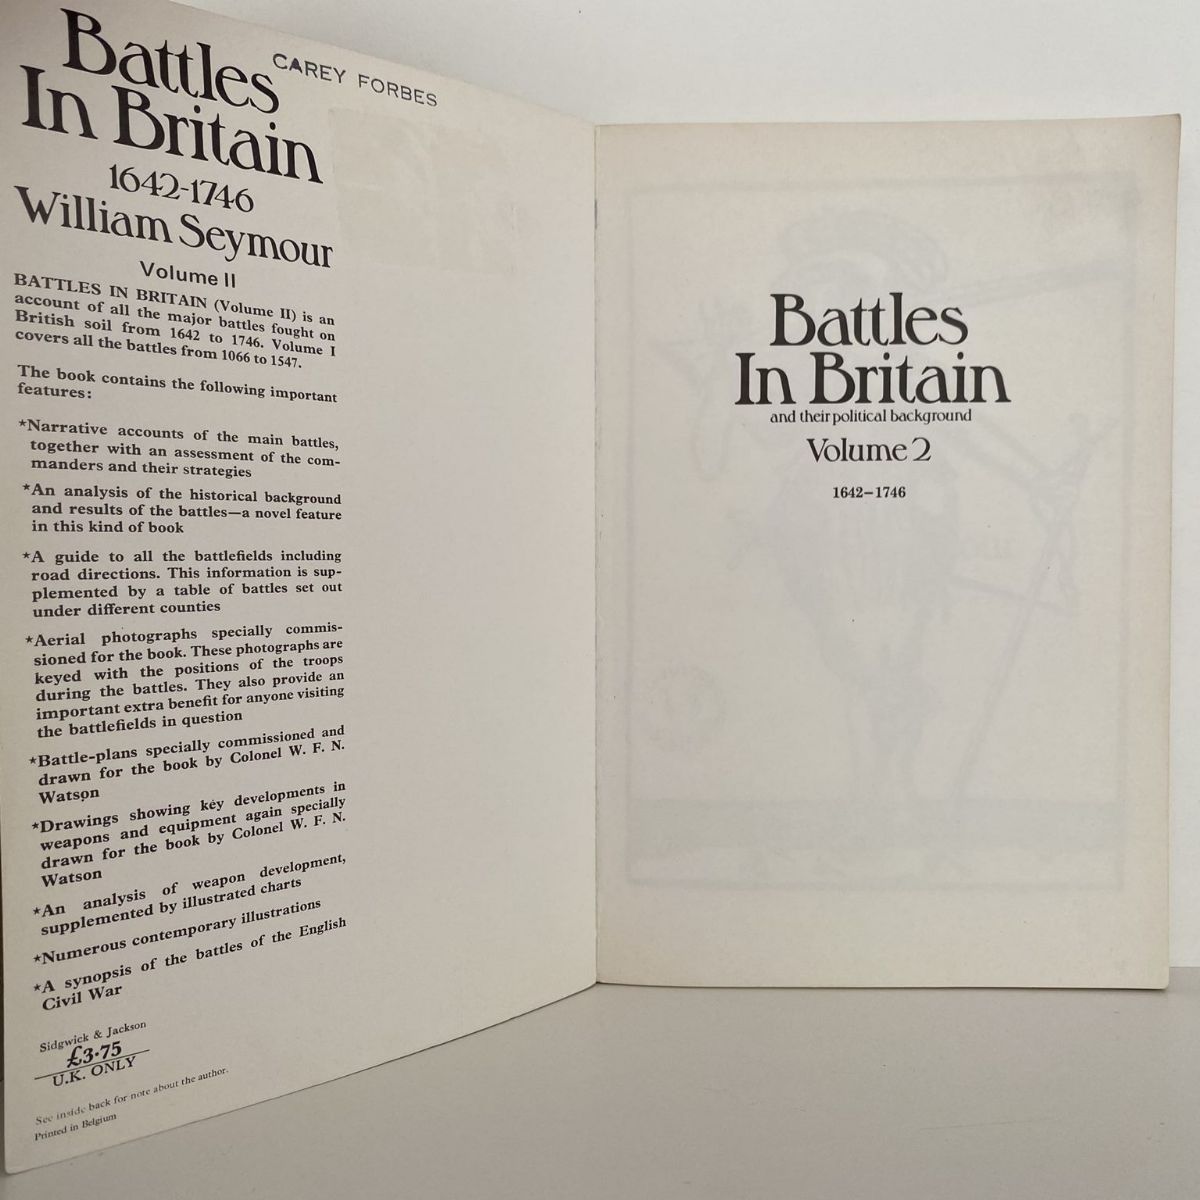 Battles
In Britain
1642-1746
William Seymour
Volume II
BATTLES IN BRITAIN (Volume II) is an
account of all the major battles fought on
British soil from 1642 to 1746. Volume I
covers all the battles from 1066 to 1547.
The book contains the following important
features:
*Narrative accounts of the main battles,
together with an assessment of the com-
manders and their strategies
*An analysis of the historical background
and results of the battles—a novel feature
in this kind of book
*A guide to all the battlefields including
road directions. This information is sup-
plemented by a table of battles set out
under different counties
*Aerial photographs specially commis-
sioned for the book. These photographs are
keyed with the positions of the troops
during the battles. They also provide an
important extra benefit for anyone visiting
the battlefields in question
*Battle-plans specially commissioned and
drawn for the book by Colonel W. F. N.
Watson
*Drawings showing key developments in
weapons and equipment again specially
drawn for the book by Colonel W. F. N.
Watson
*An analysis of weapon development,
supplemented by illustrated charts
*Numerous contemporary illustrations
*A synopsis of the battles of the English
Civil War
Sidgwick & Jackson
£3·75
U.K. ONLY
See inside back for note about the author.
Printed in Belgium
CAREY FORBES
Battles
In Britain
and their political background
Volume 2
1642–1746